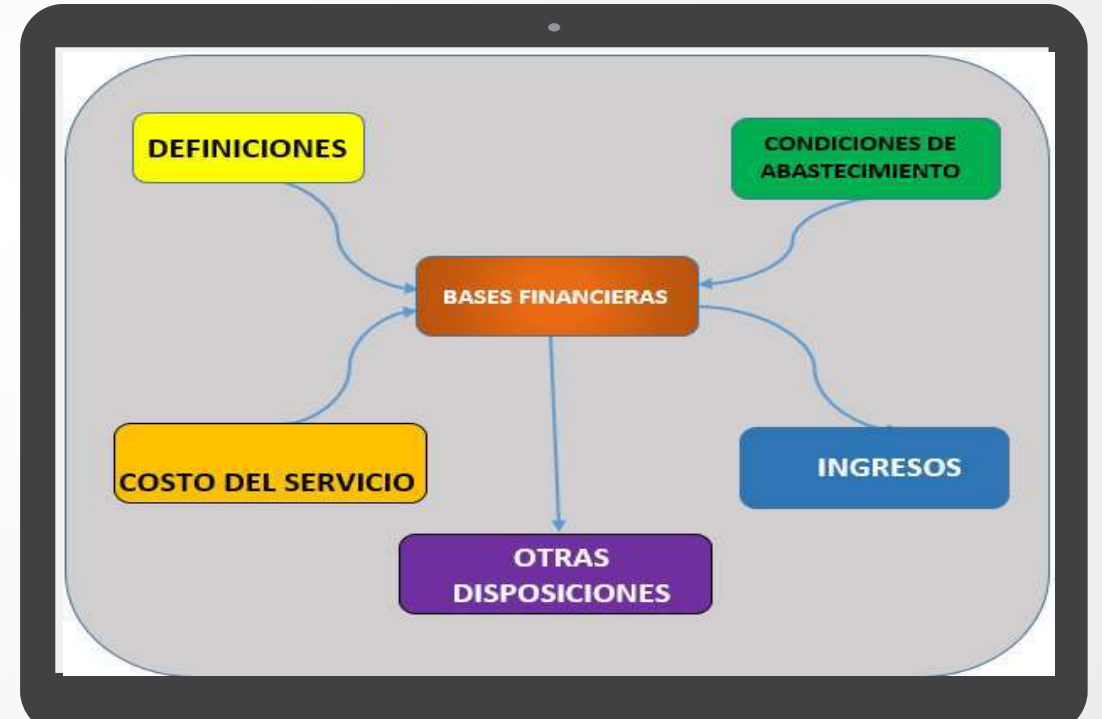 DEFINICIONES
CONDICIONES DE
ABASTECIMIENTO
BASES FINANCIERAS
COSTO DEL SERVICIO
INGRESOS
OTRAS
DISPOSICIONES